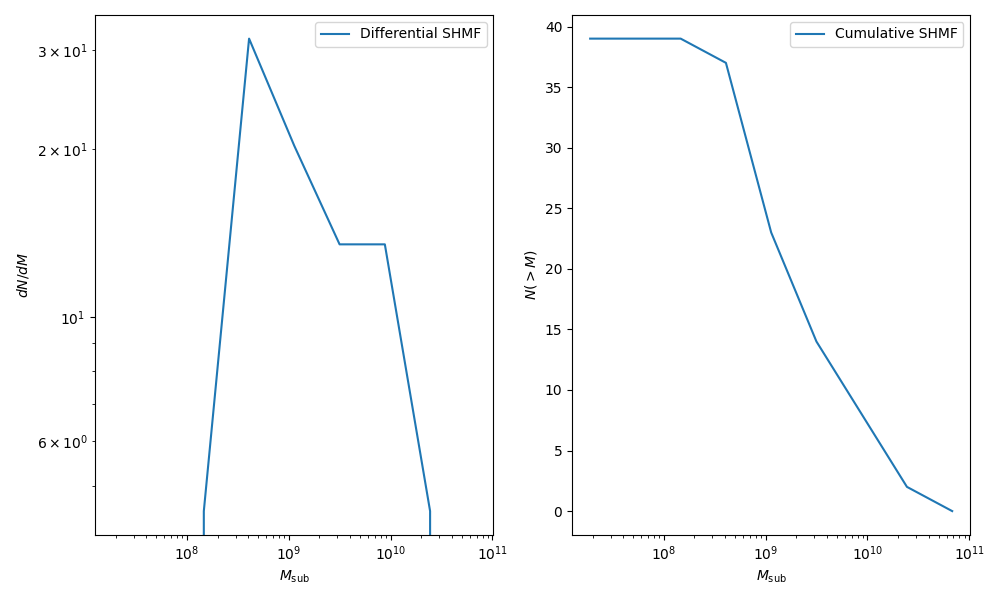 Differential SHMF
3 × 10¹
2 × 10¹
10¹
6 × 10⁰
dN/dM
10⁸ 10⁹ 10¹⁰ 10¹¹
M_sub
Cumulative SHMF
40
35
30
25
20
15
10
5
0
N(> M)
10⁸ 10⁹ 10¹⁰ 10¹¹
M_sub